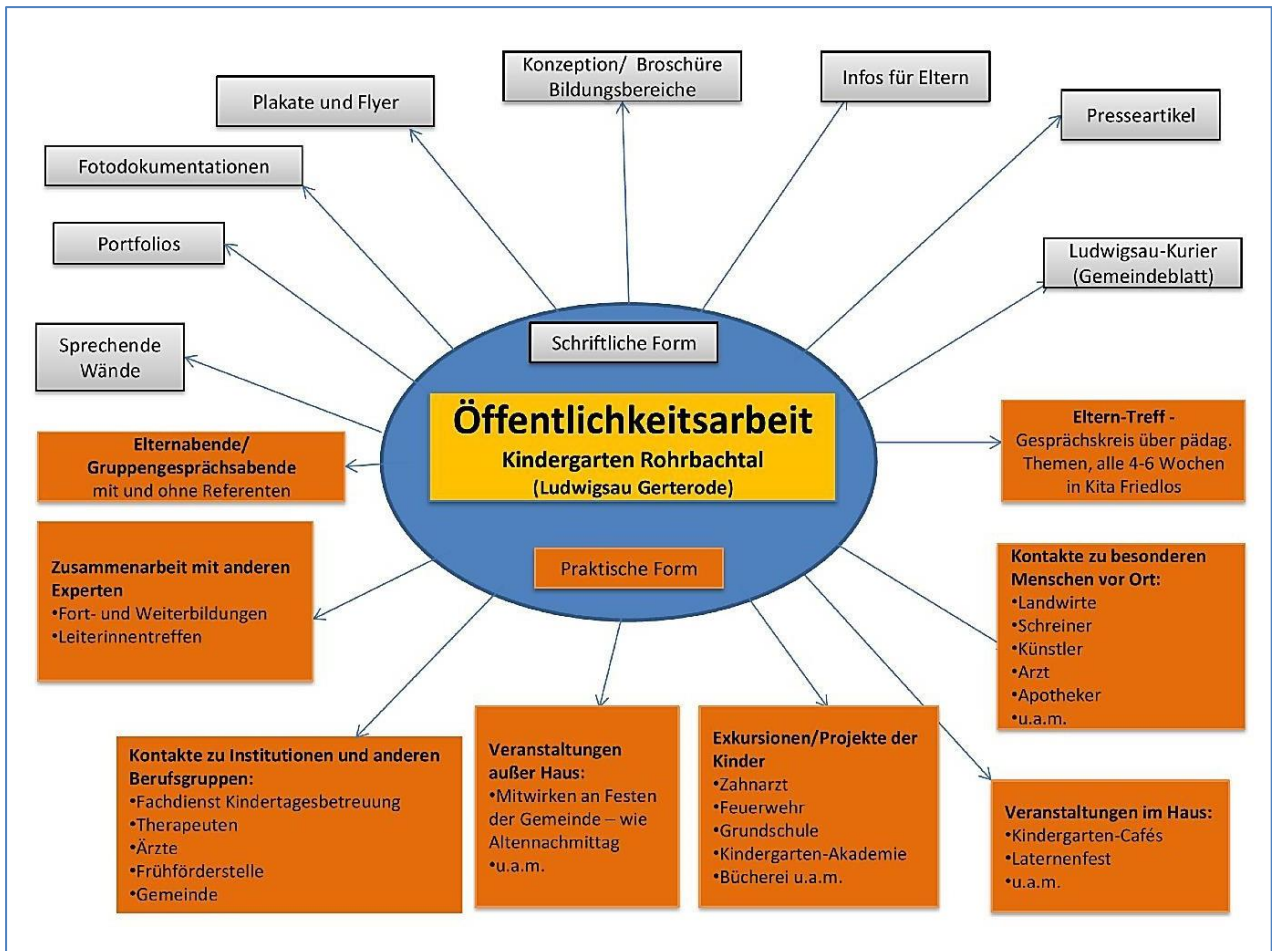 Konzeption/ Broschüre
Bildungsbereiche
Infos für Eltern
Plakate und Flyer
Presseartikel
Fotodokumentationen
Portfolios
Ludwigsau-Kurier
(Gemeindeblatt)
Sprechende
Wände
Schriftliche Form
Öffentlichkeitsarbeit
Kindergarten Rohrbachtal
(Ludwigsau Gerterode)
Praktische Form
Elternabende/
Gruppengesprächsabende
mit und ohne Referenten
Eltern-Treff -
Gesprächskreis über pädag.
Themen, alle 4-6 Wochen
in Kita Friedlos
Zusammenarbeit mit anderen
Experten
•Fort- und Weiterbildungen
•Leiterinnentreffen
Kontakte zu besonderen
Menschen vor Ort:
•Landwirte
•Schreiner
•Künstler
•Arzt
•Apotheker
•u.a.m.
Kontakte zu Institutionen und anderen
Berufsgruppen:
•Fachdienst Kindertagesbetreuung
•Therapeuten
•Ärzte
•Frühförderstelle
•Gemeinde
Veranstaltungen
außer Haus:
•Mitwirken an Festen
der Gemeinde – wie
Altennachmittag
•u.a.m.
Exkursionen/Projekte der
Kinder
•Zahnarzt
•Feuerwehr
•Grundschule
•Kindergarten-Akademie
•Bücherei u.a.m.
Veranstaltungen im Haus:
•Kindergarten-Cafés
•Laternenfest
•u.a.m.